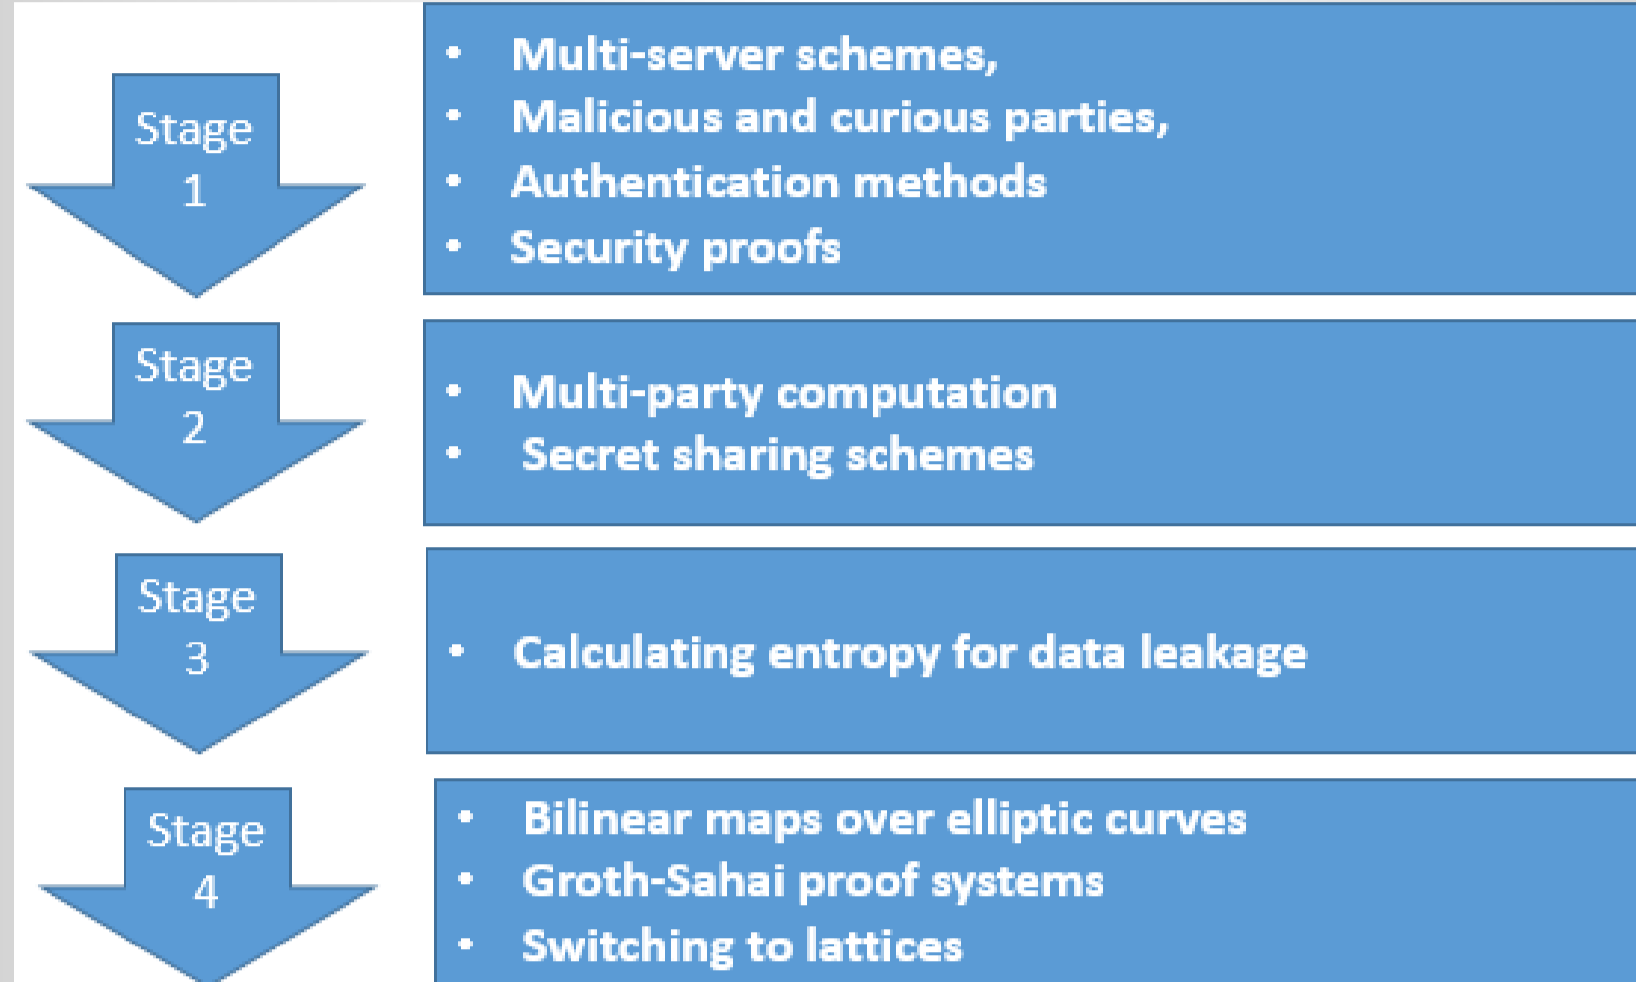 Stage
1
• Multi-server schemes,
• Malicious and curious parties,
• Authentication methods
• Security proofs
Stage
2
• Multi-party computation
• Secret sharing schemes
Stage
3
• Calculating entropy for data leakage
Stage
4
• Bilinear maps over elliptic curves
• Groth-Sahai proof systems
• Switching to lattices